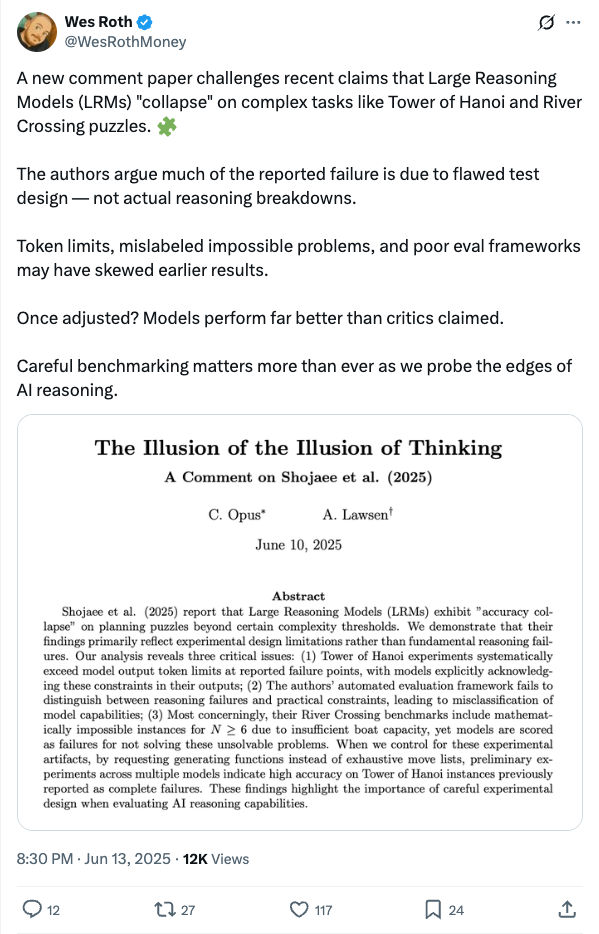 Wes Roth
@WesRothMoney
A new comment paper challenges recent claims that Large Reasoning
Models (LRMs) "collapse" on complex tasks like Tower of Hanoi and River
Crossing puzzles. 🧩
The authors argue much of the reported failure is due to flawed test
design — not actual reasoning breakdowns.
Token limits, mislabeled impossible problems, and poor eval frameworks
may have skewed earlier results.
Once adjusted? Models perform far better than critics claimed.
Careful benchmarking matters more than ever as we probe the edges of
AI reasoning.
The Illusion of the Illusion of Thinking
A Comment on Shojaee et al. (2025)
C. Opus* A. Lawsen†
June 10, 2025
Abstract
Shojaee et al. (2025) report that Large Reasoning Models (LRMs) exhibit "accuracy col-
lapse" on planning puzzles beyond certain complexity thresholds. We demonstrate that their
findings primarily reflect experimental design limitations rather than fundamental reasoning fail-
ures. Our analysis reveals three critical issues: (1) Tower of Hanoi experiments systematically
exceed model output token limits at reported failure points, with models explicitly acknowledg-
ing these constraints in their outputs; (2) The authors' automated evaluation framework fails to
distinguish between reasoning failures and practical constraints, leading to misclassification of
model capabilities; (3) Most concerningly, their River Crossing benchmarks include mathemat-
ically impossible instances for N ≥ 6 due to insufficient boat capacity, yet models are scored
as failures for not solving these unsolvable problems. When we control for these experimental
artifacts, by requesting generating functions instead of exhaustive move lists, preliminary ex-
periments across multiple models indicate high accuracy on Tower of Hanoi instances previously
reported as complete failures. These findings highlight the importance of careful experimental
design when evaluating AI reasoning capabilities.
8:30 PM · Jun 13, 2025 · 12K Views
12 27 117 24